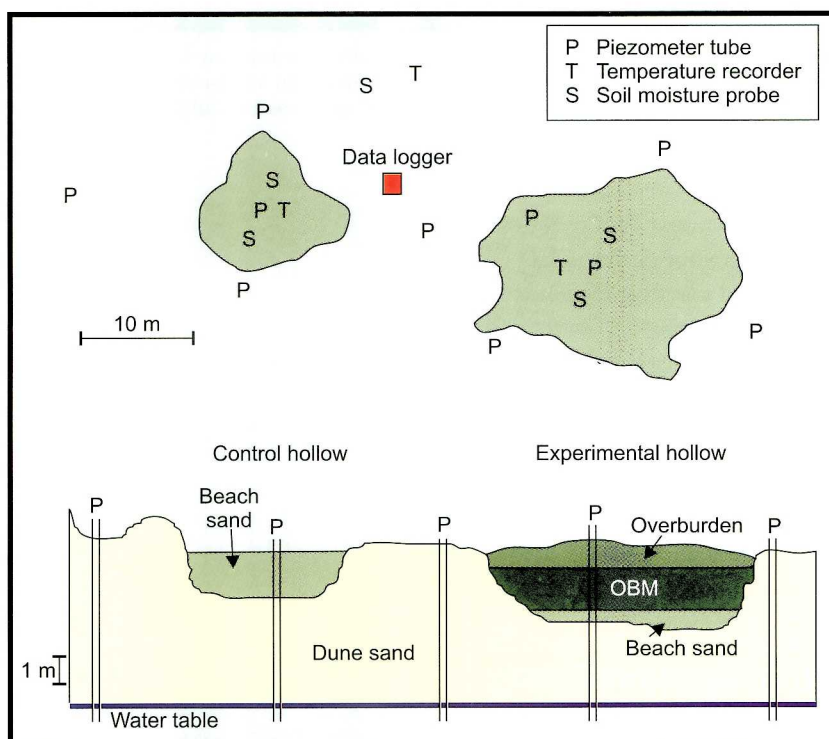 P Piezometer tube
T Temperature recorder
S Soil moisture probe
S T
P
P
Data logger
P
S
P T
S
P
P
P
S
T P
S
P
P
P
10 m
Control hollow
Experimental hollow
Beach
sand
P
P
P
P
P
Overburden
OBM
Beach sand
Dune sand
1 m
Water table